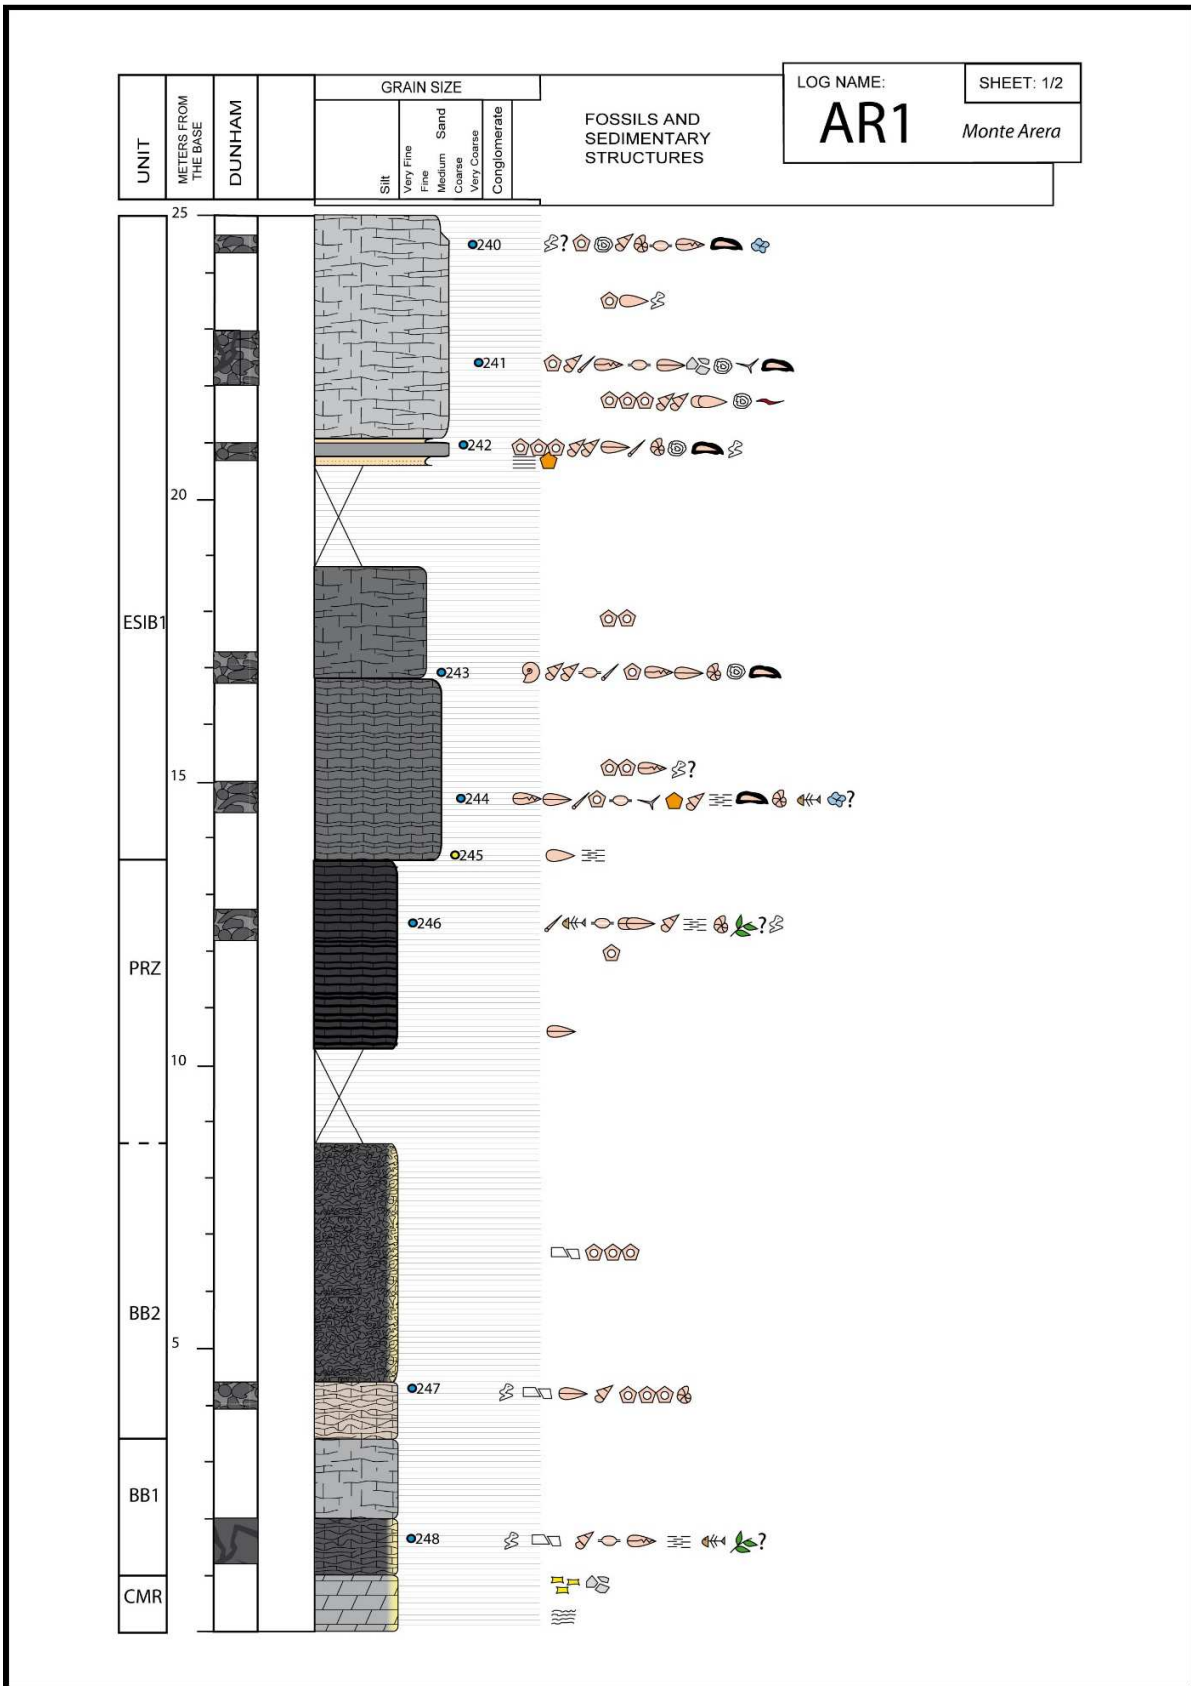 LOG NAME:
AR1
SHEET: 1/2
Monte Arera
UNIT
METERS FROM
THE BASE
DUNHAM
GRAIN SIZE
Silt
Very Fine
Fine
Medium
Sand
Coarse
Very Coarse
Conglomerate
FOSSILS AND
SEDIMENTARY
STRUCTURES
25
240
?
241
242
20
ESIB1
243
15
?
244
?
245
246
?
PRZ
10
BB2
5
247
BB1
248
?
CMR